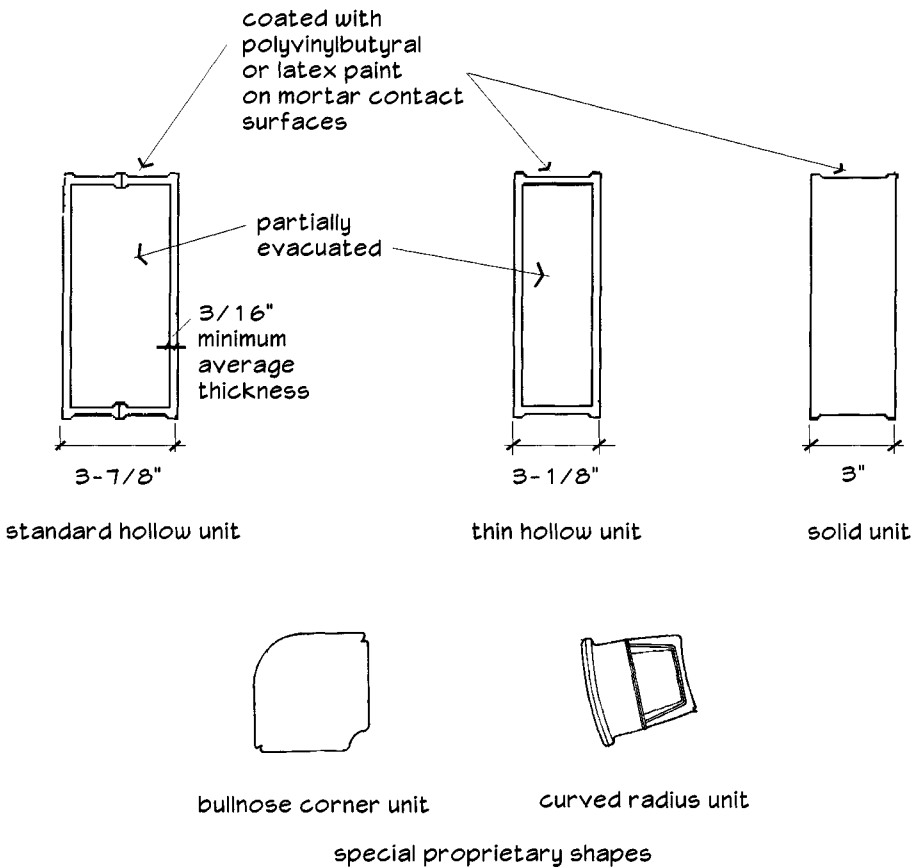 coated with
polyvinylbutyral
or latex paint
on mortar contact
surfaces
partially
evacuated
3/16"
minimum
average
thickness
3-7/8"
3-1/8"
3"
standard hollow unit
thin hollow unit
solid unit
bullnose corner unit
curved radius unit
special proprietary shapes